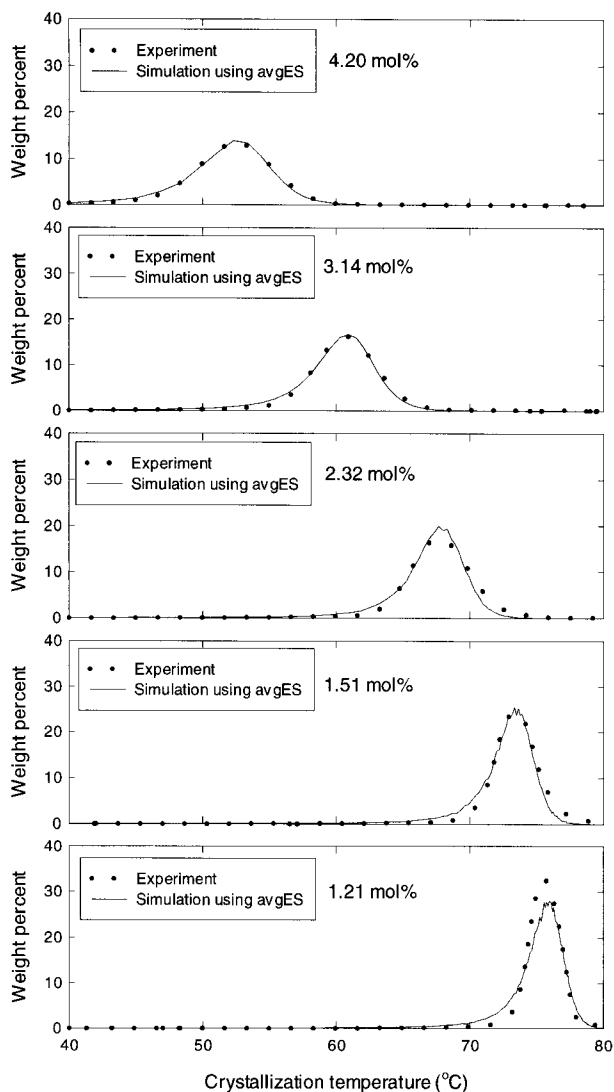 40
30
20
10
0
Weight percent
Experiment
Simulation using avgES
4.20 mol%
40
30
20
10
0
Weight percent
Experiment
Simulation using avgES
3.14 mol%
40
30
20
10
0
Weight percent
Experiment
Simulation using avgES
2.32 mol%
40
30
20
10
0
Weight percent
Experiment
Simulation using avgES
1.51 mol%
40
30
20
10
0
Weight percent
Experiment
Simulation using avgES
1.21 mol%
40 50 60 70 80
Crystallization temperature (°C)